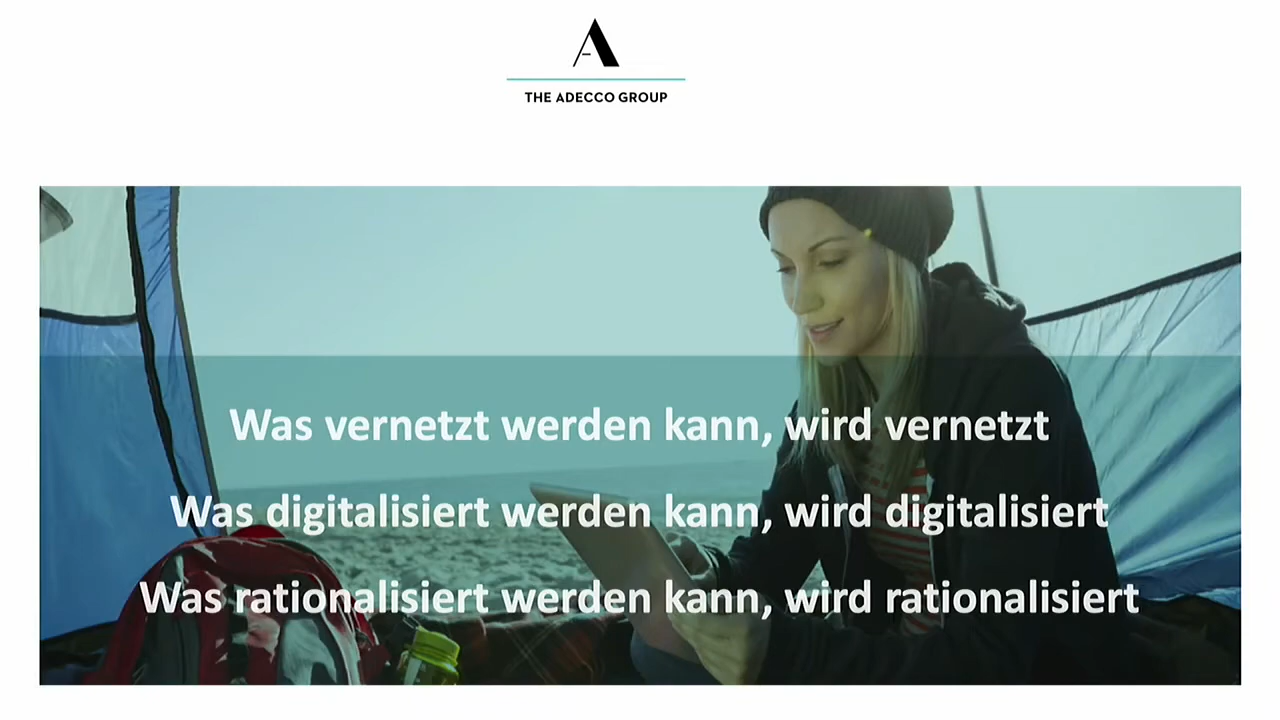 THE ADECCO GROUP
Was vernetzt werden kann, wird vernetzt
Was digitalisiert werden kann, wird digitalisiert
Was rationalisiert werden kann, wird rationalisiert